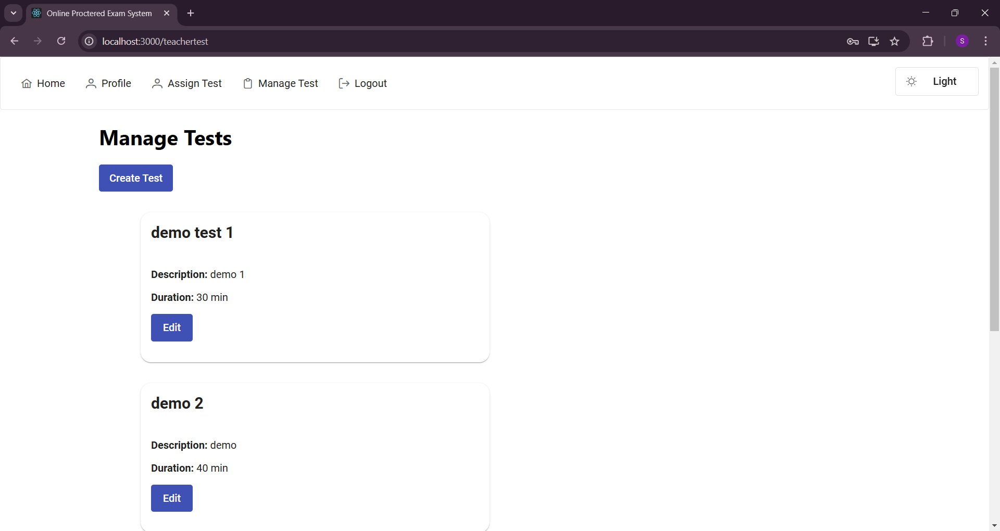 Online Proctered Exam System
localhost:3000/teachertest
S
Home Profile Assign Test Manage Test Logout Light
Manage Tests
Create Test
demo test 1
Description: demo 1
Duration: 30 min
Edit
demo 2
Description: demo
Duration: 40 min
Edit